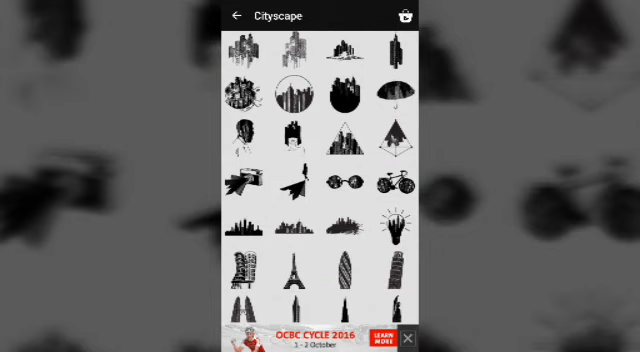 Cityscape
OCBC CYCLE 2016
1 - 2 October
LEARN
MORE